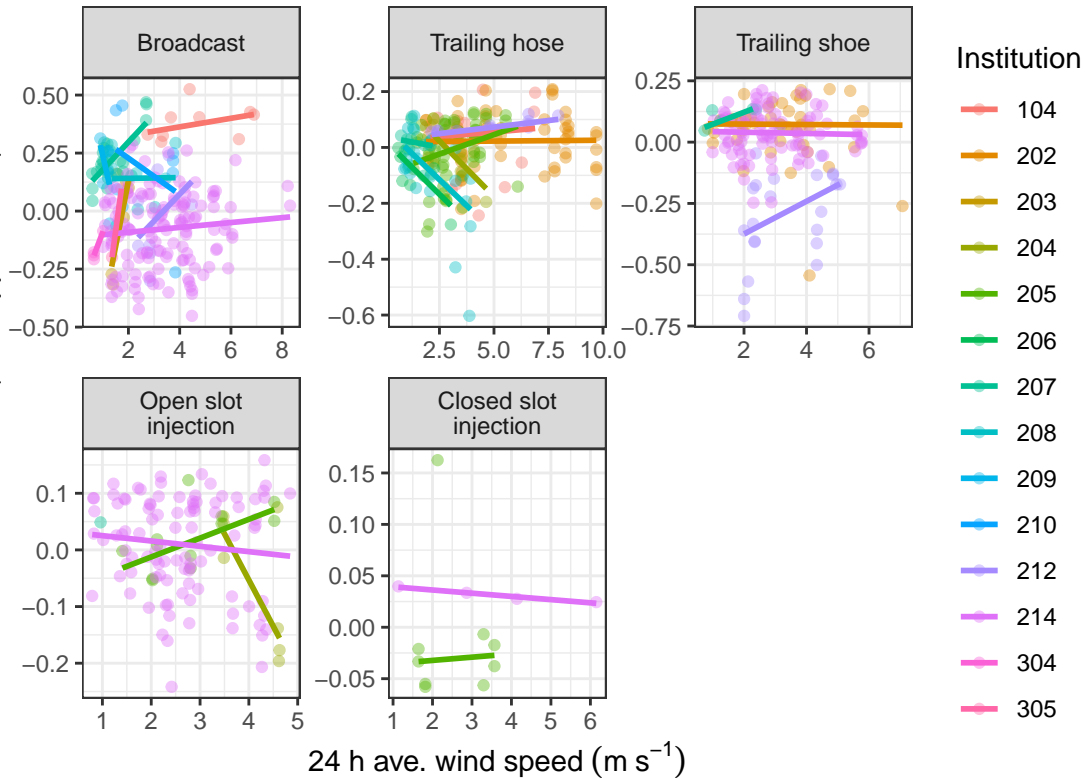 Broadcast
Trailing hose
Trailing shoe
Institution
0.50
0.25
0.00
−0.25
−0.50
2 4 6 8
0.2
0.0
−0.2
−0.4
−0.6
2.5 5.0 7.5 10.0
0.25
0.00
−0.25
−0.50
−0.75
2 4 6
Open slot
injection
Closed slot
injection
0.1
0.0
−0.1
−0.2
1 2 3 4 5
0.15
0.10
0.05
0.00
−0.05
1 2 3 4 5 6
24 h ave. wind speed (m s⁻¹)
104
202
203
204
205
206
207
208
209
210
212
214
304
305